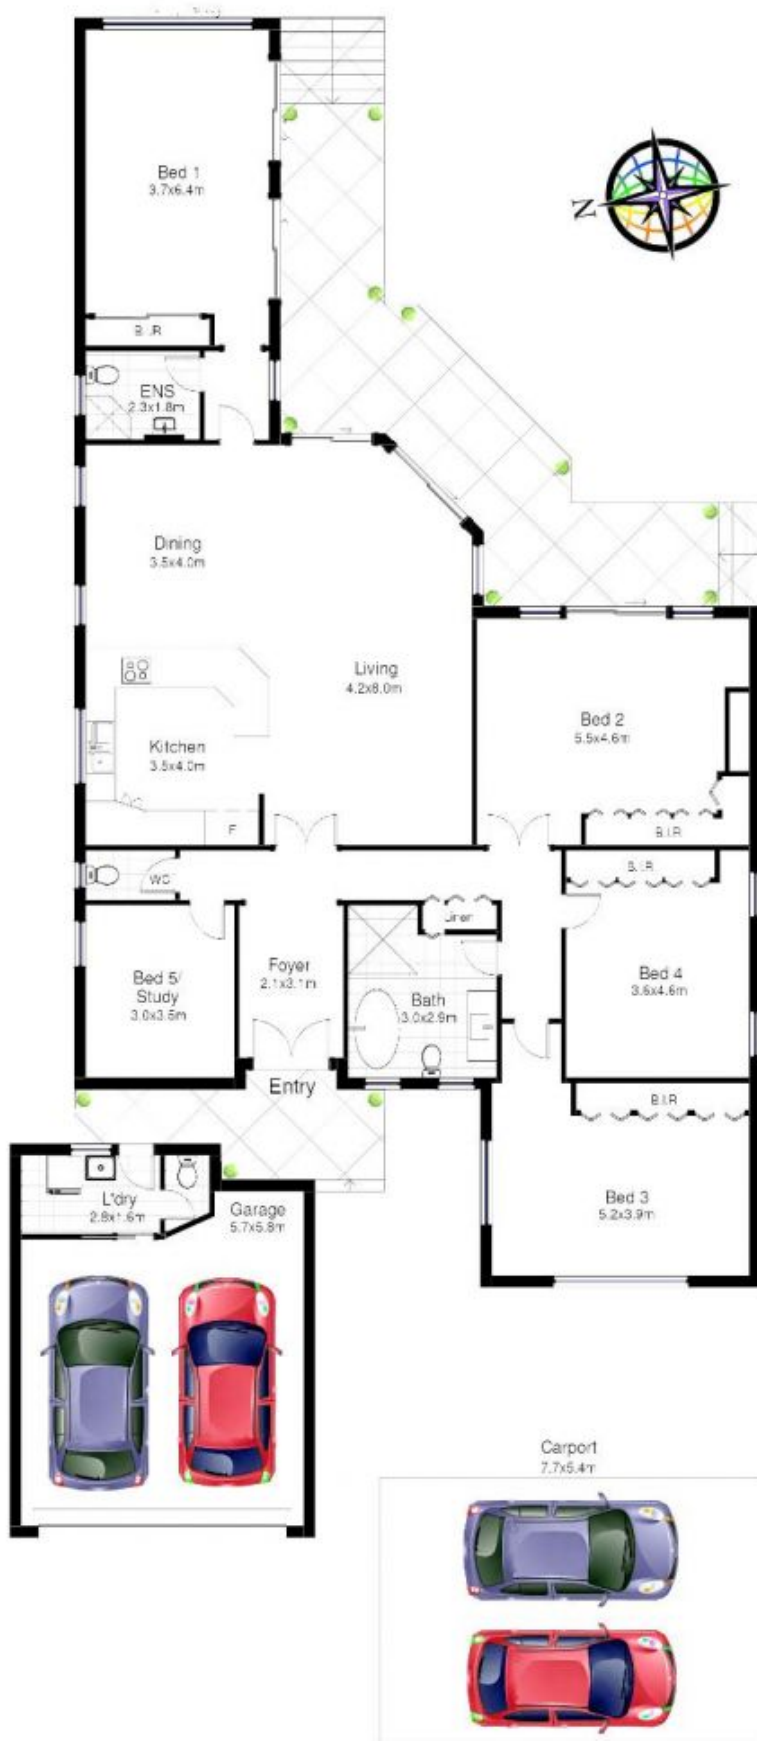 Bed 1
3.7x6.4m
N
B.I.R
ENS
2.3x1.8m
Dining
3.5x4.0m
Living
4.2x8.0m
Bed 2
5.5x4.6m
Kitchen
3.5x4.0m
F
B.I.R
WC
B.I.R
Linen
Bed 5/
Study
3.0x3.5m
Foyer
2.1x3.1m
Bath
3.0x2.9m
Bed 4
3.6x4.6m
Entry
B.I.R
L'dry
2.8x1.6m
Garage
5.7x5.8m
Bed 3
5.2x3.9m
Carport
7.7x5.4m